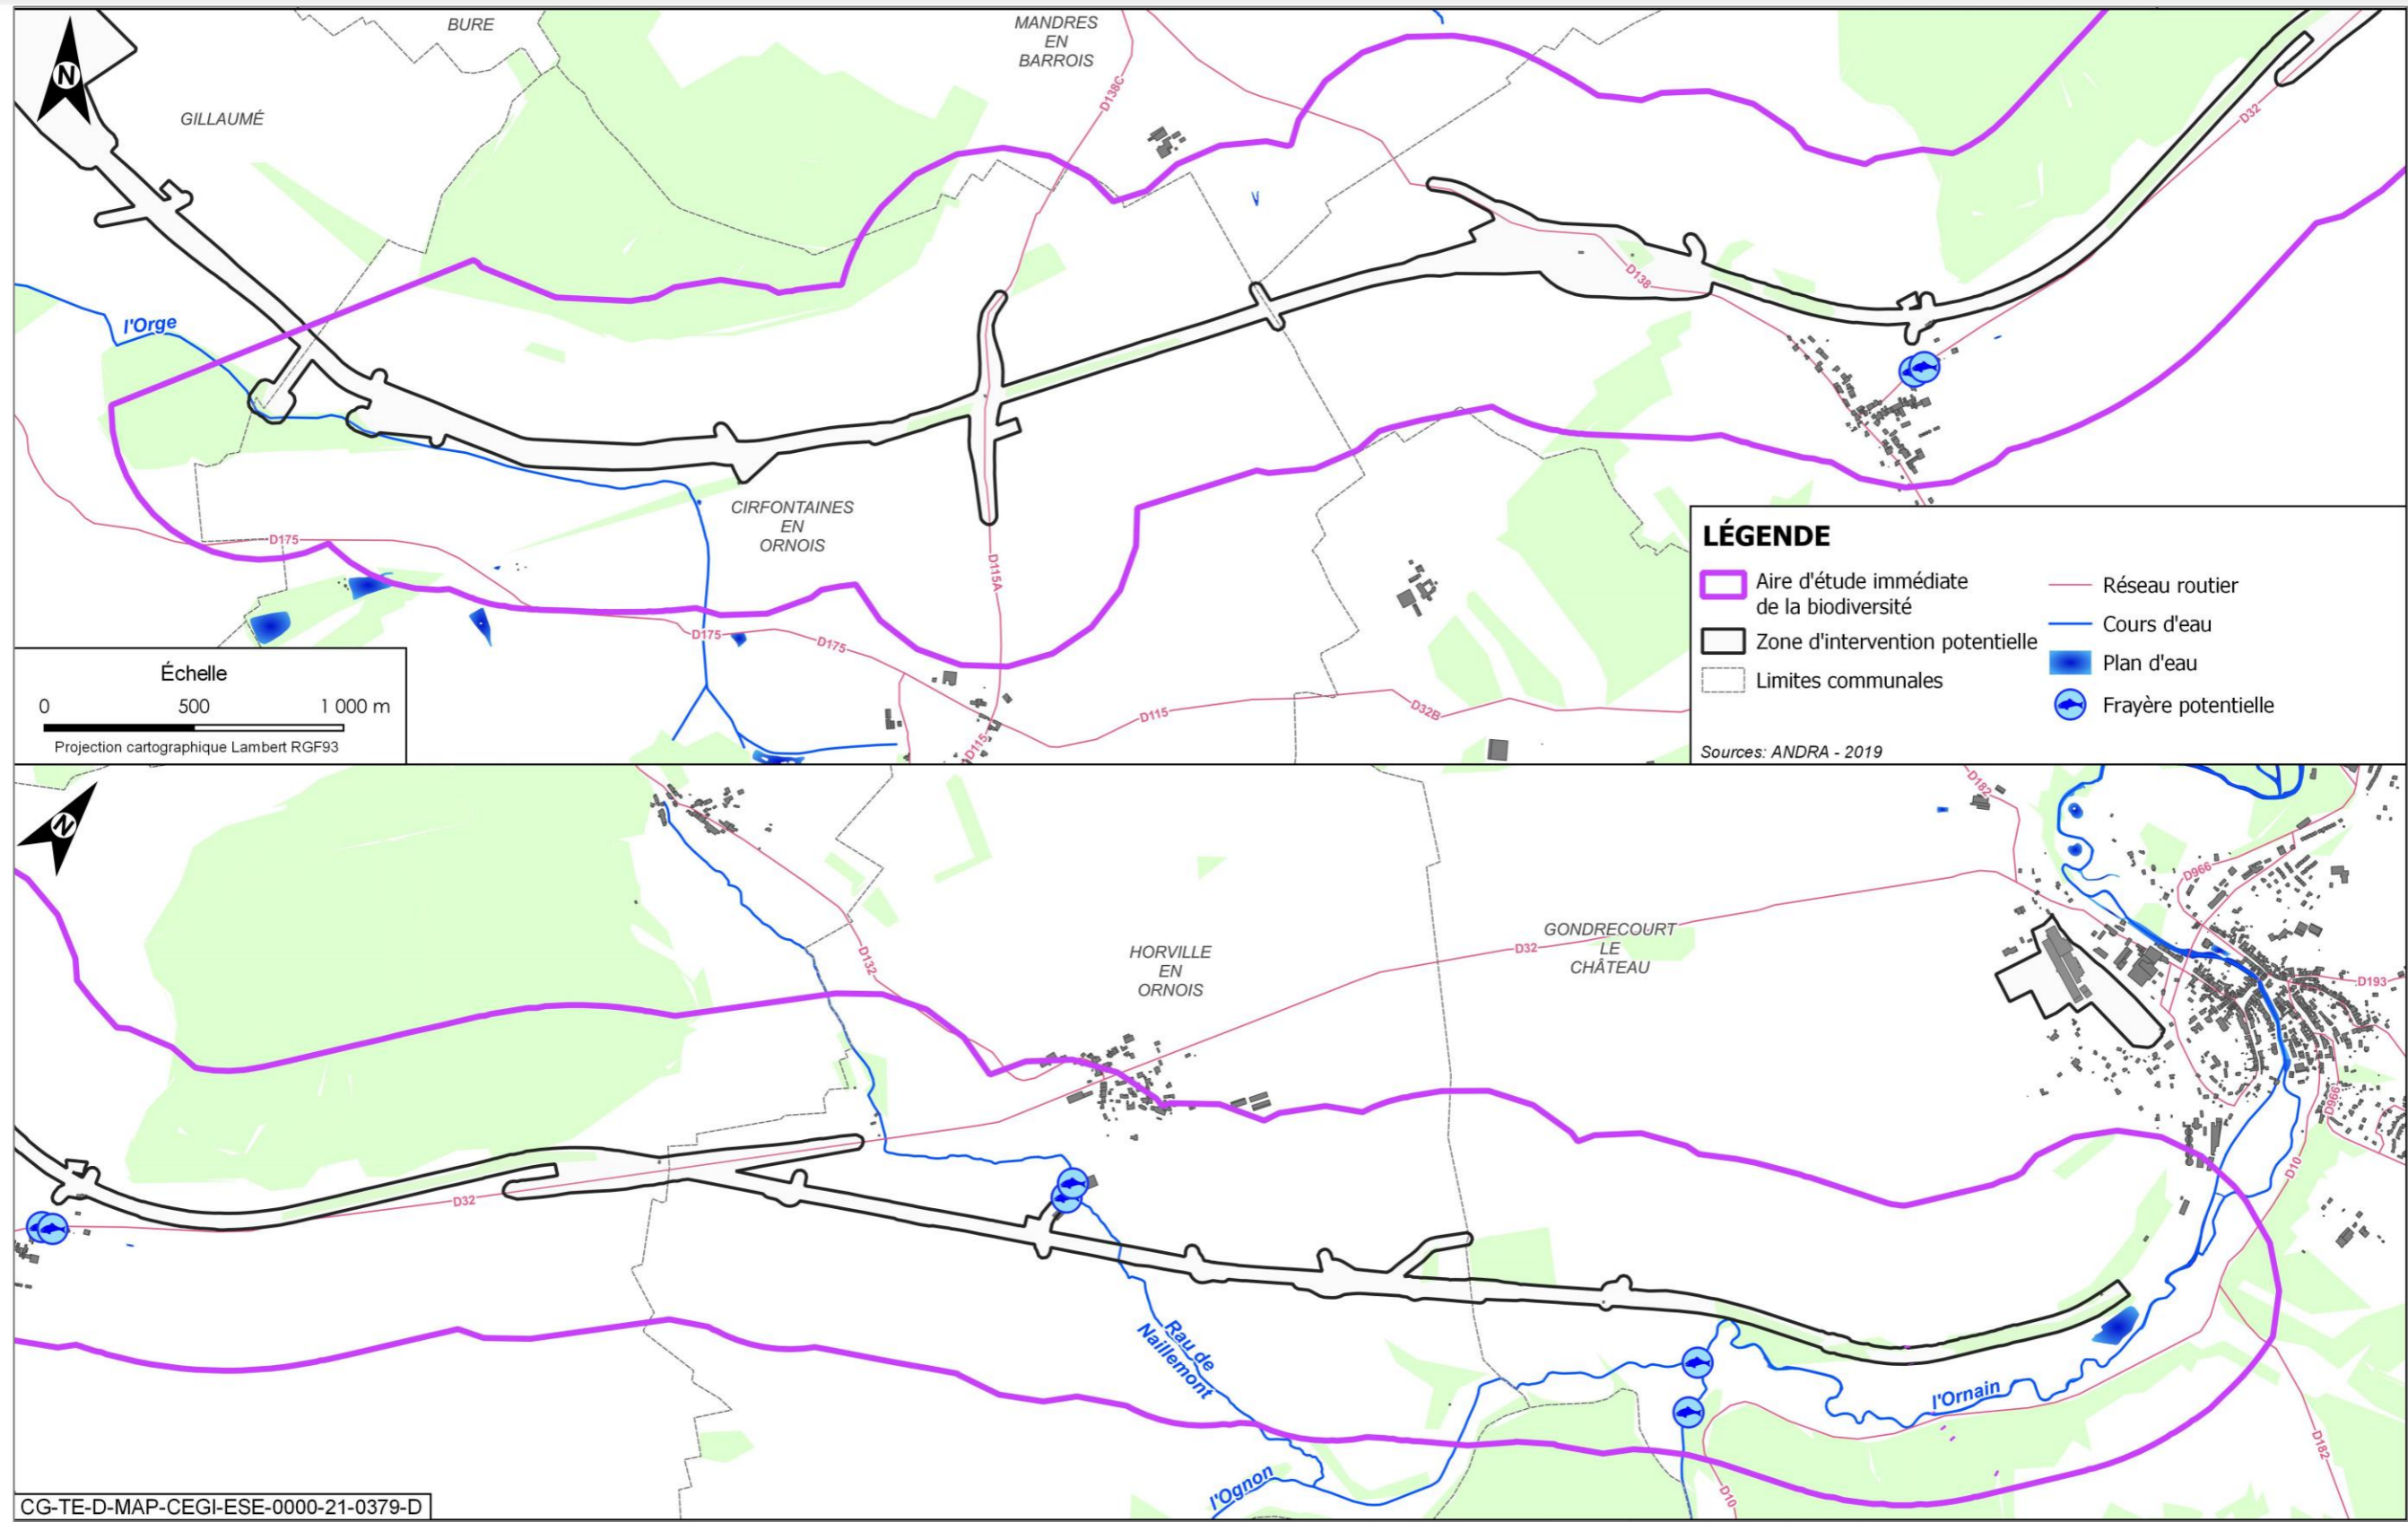 BURE
MANDRES
EN
BARROIS
N
GILLAUMÉ
D138C
D32
l'Orge
D138
CIRFONTAINES
EN
ORNOIS
D175
D115A
D175
D175
D115
D32B
D115
Échelle
0 500 1 000 m
Projection cartographique Lambert RGF93
LÉGENDE
Aire d'étude immédiate
de la biodiversité
Zone d'intervention potentielle
Limites communales
Réseau routier
Cours d'eau
Plan d'eau
Frayère potentielle
Sources: ANDRA - 2019
N
D182
D966
D132
HORVILLE
EN
ORNOIS
D32
GONDRECOURT
LE
CHÂTEAU
D193
D966
D10
D32
Rau de
Naillemont
l'Ornain
l'Ognon
D10
D182
CG-TE-D-MAP-CEGI-ESE-0000-21-0379-D